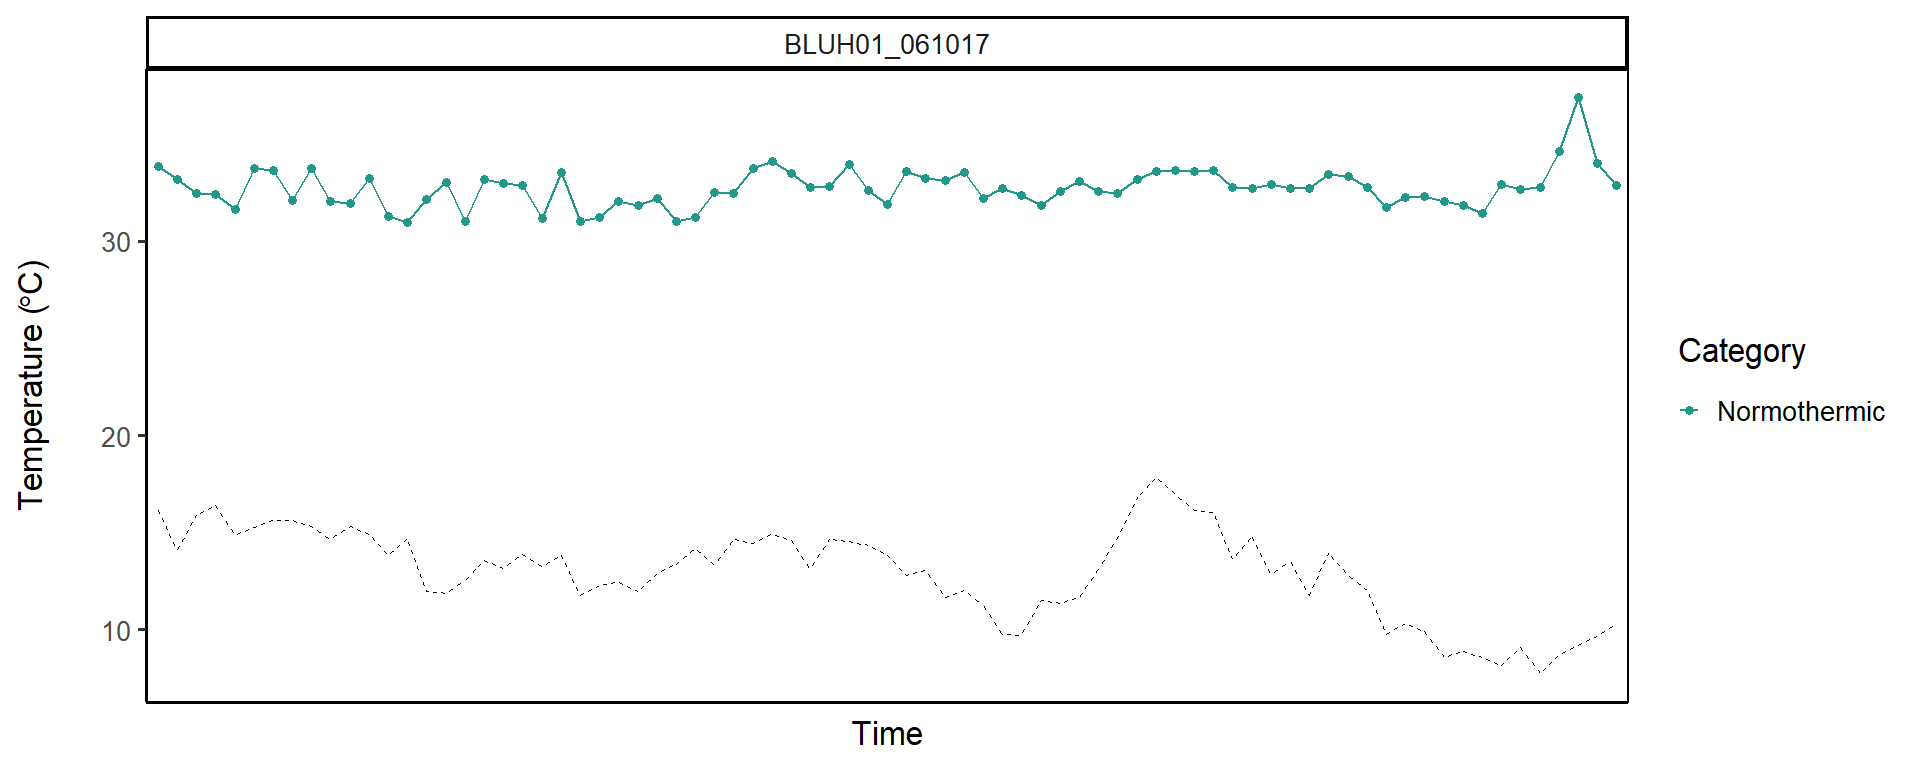 BLUH01_061017
Temperature (°C)
30
20
10
Time
Category
Normothermic